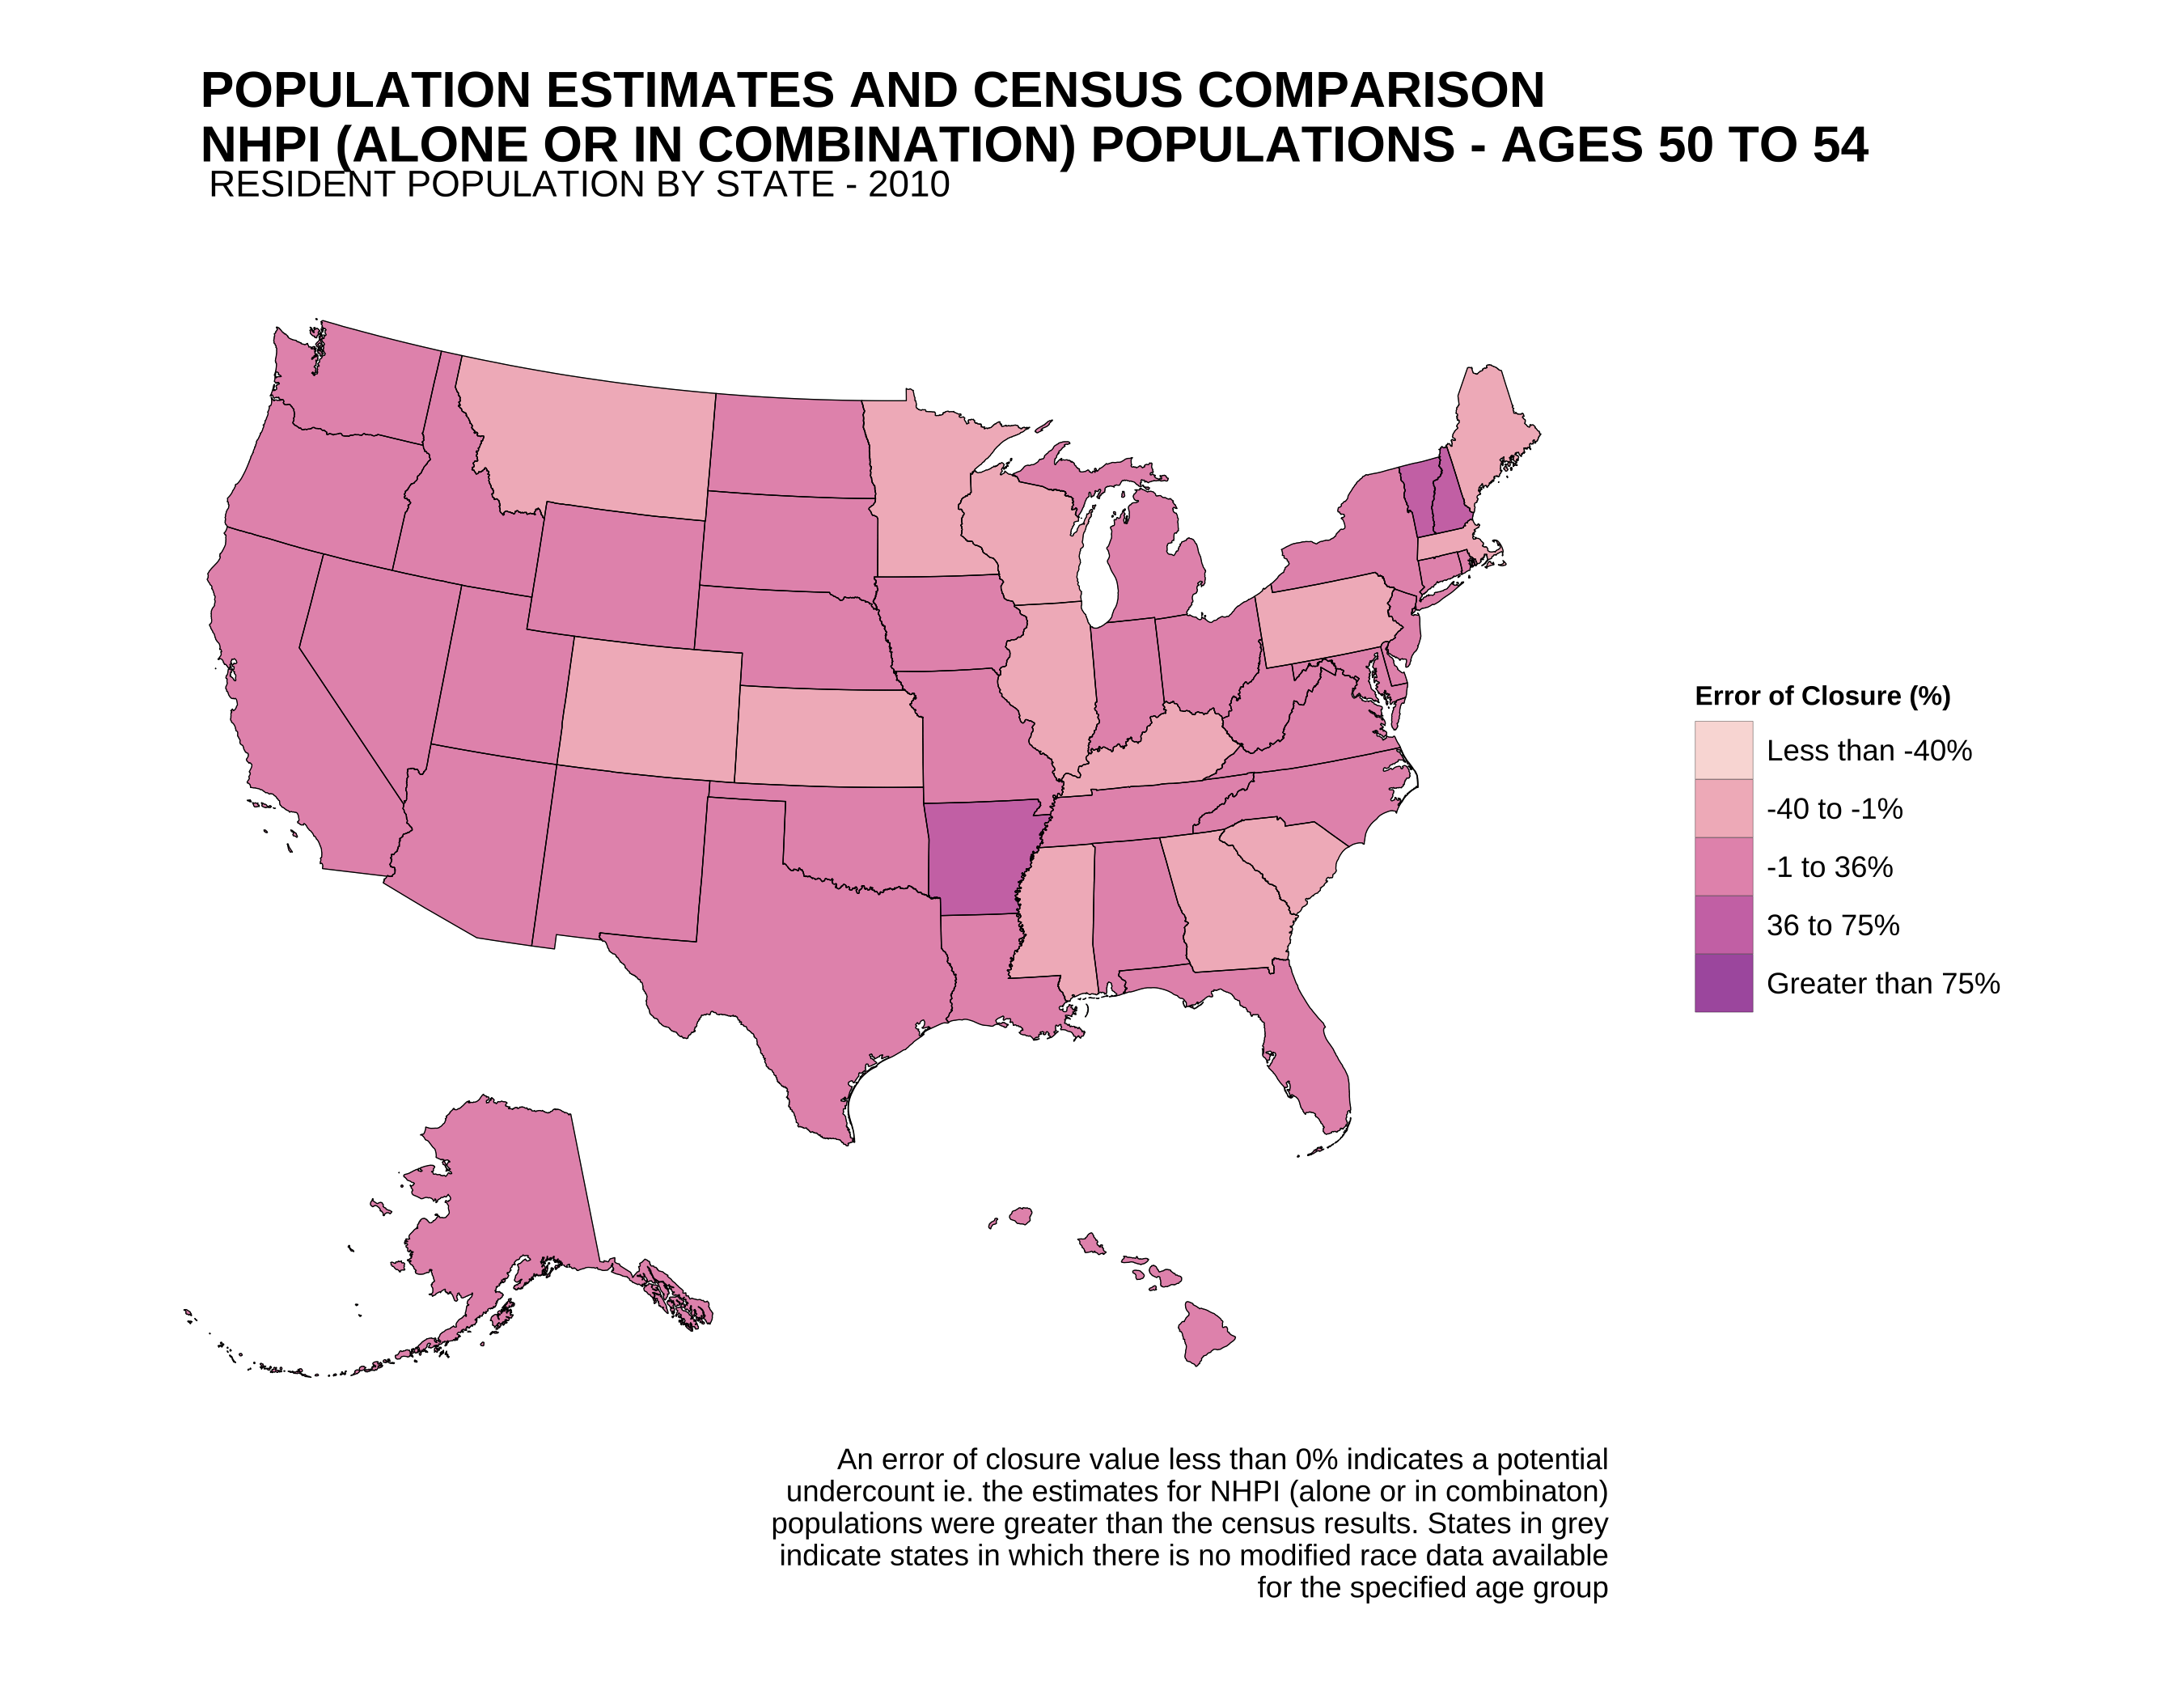 POPULATION ESTIMATES AND CENSUS COMPARISON
NHPI (ALONE OR IN COMBINATION) POPULATIONS - AGES 50 TO 54
RESIDENT POPULATION BY STATE - 2010
Error of Closure (%)
Less than -40%
-40 to -1%
-1 to 36%
36 to 75%
Greater than 75%
An error of closure value less than 0% indicates a potential
undercount ie. the estimates for NHPI (alone or in combinaton)
populations were greater than the census results. States in grey
indicate states in which there is no modified race data available
for the specified age group